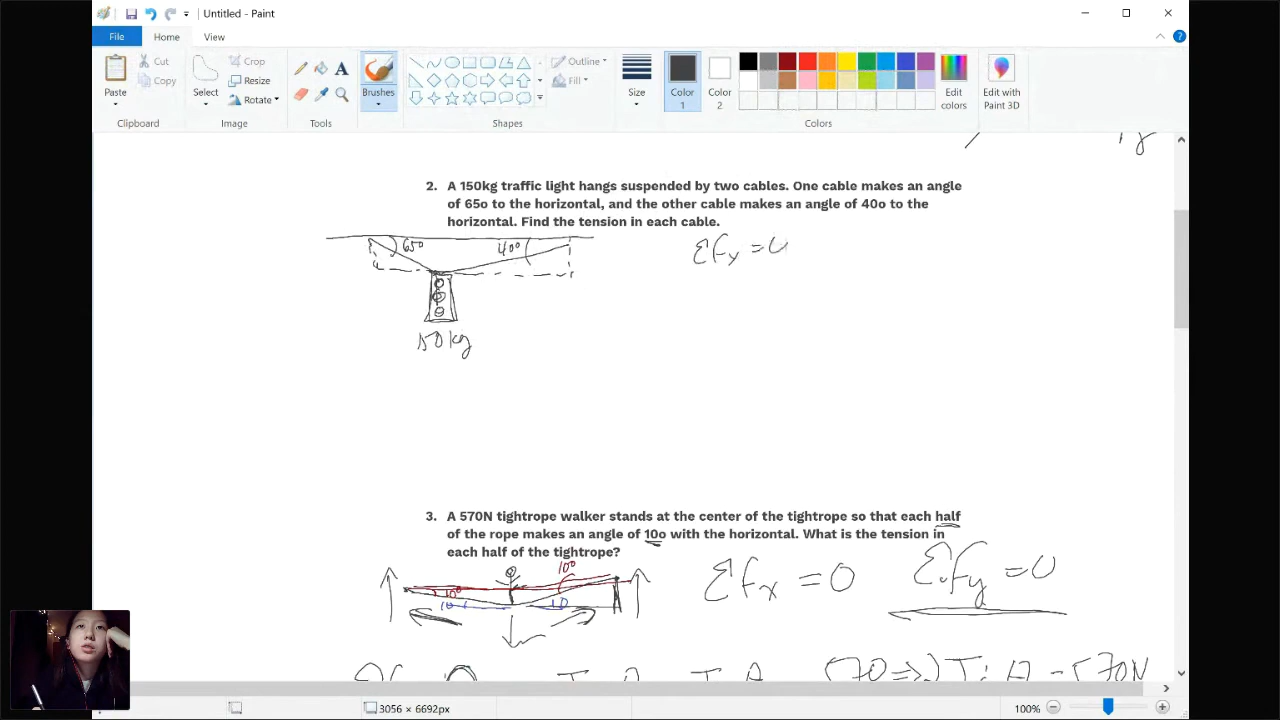 Untitled - Paint
File
Home
View
Paste
Cut
Copy
Clipboard
Select
Crop
Resize
Rotate
Image
Tools
Brushes
Shapes
Outline
Fill
Size
Color 1
Color 2
Colors
Edit colors
Edit with Paint 3D
y
2. A 150kg traffic light hangs suspended by two cables. One cable makes an angle
of 65o to the horizontal, and the other cable makes an angle of 40o to the
horizontal. Find the tension in each cable.
65° 40°
ΣFx = 0
150kg
3. A 570N tightrope walker stands at the center of the tightrope so that each half
of the rope makes an angle of 10o with the horizontal. What is the tension in
each half of the tightrope?
10°
10°
10 10
ΣFx = 0 ΣFy = 0
3056 × 6692px
100%